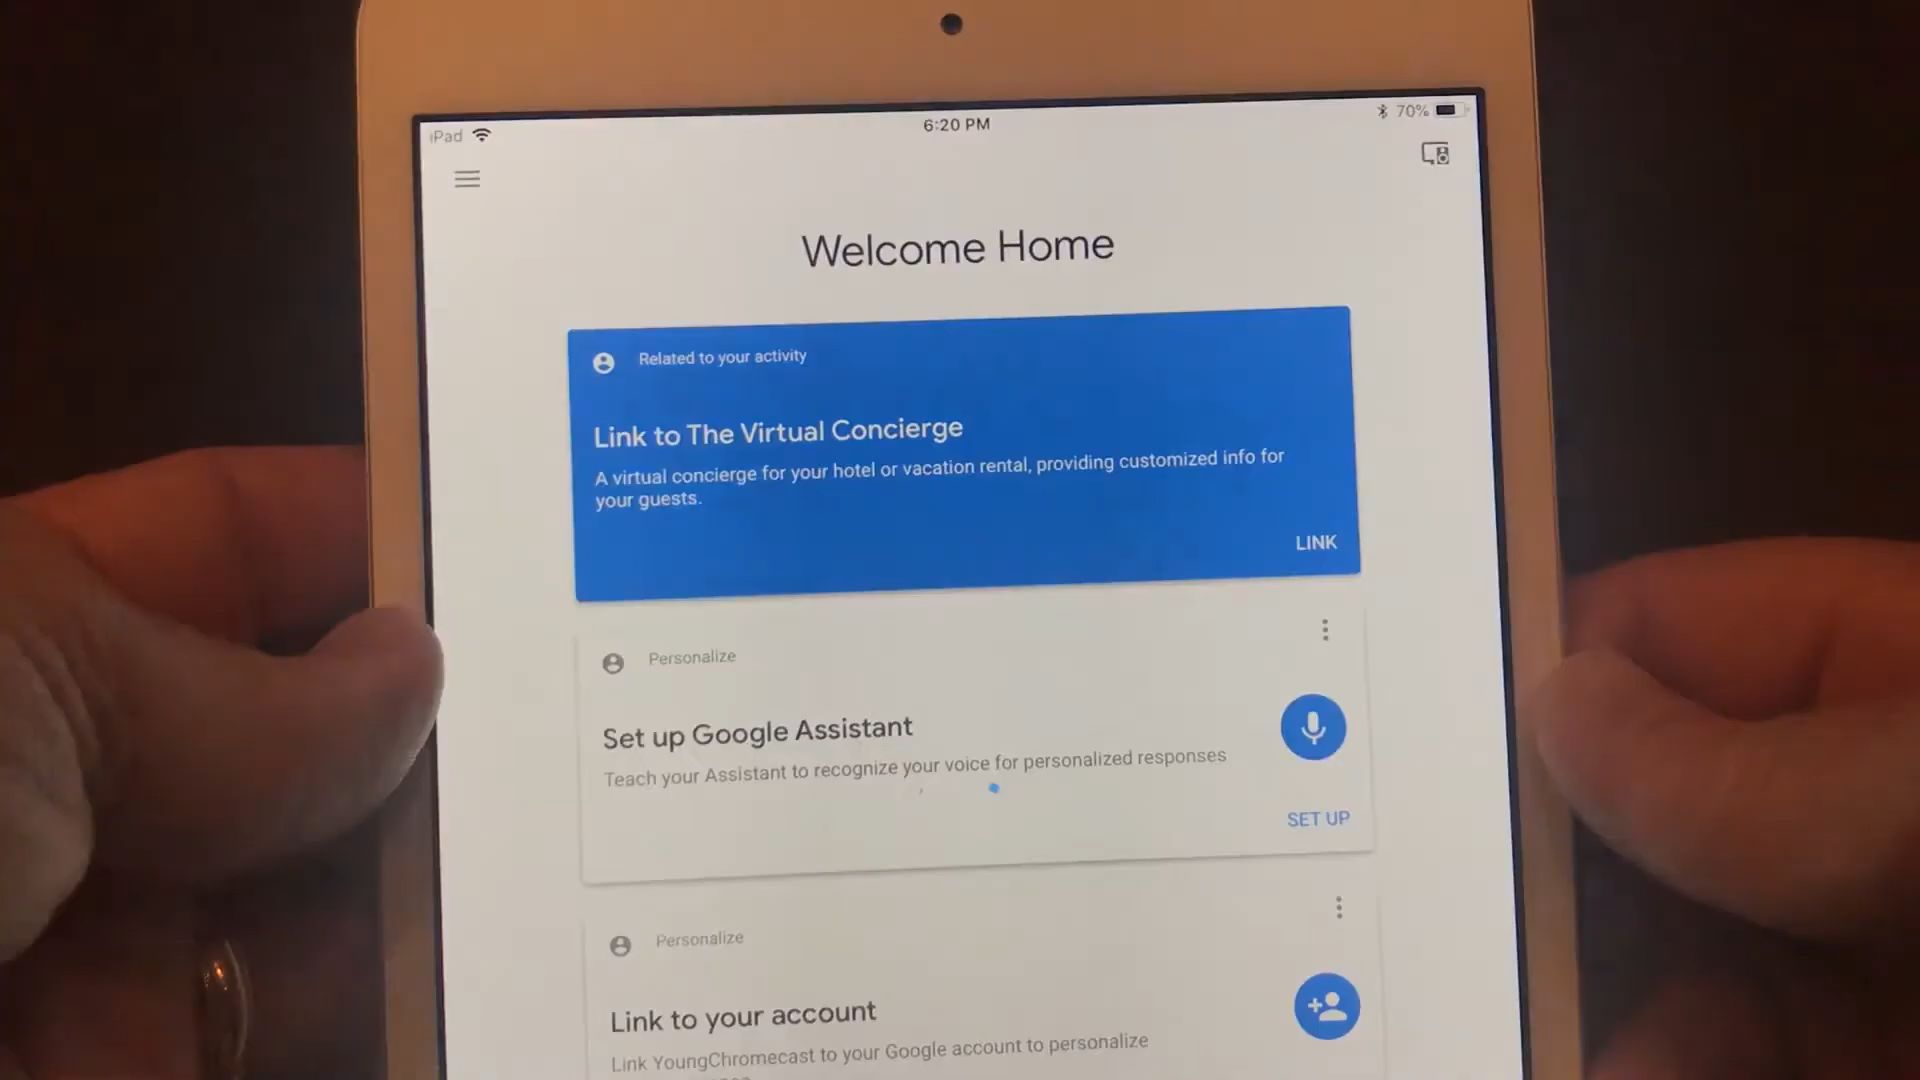 iPad
6:20 PM
70%
Welcome Home
Related to your activity
Link to The Virtual Concierge
A virtual concierge for your hotel or vacation rental, providing customized info for
your guests.
LINK
Personalize
Set up Google Assistant
Teach your Assistant to recognize your voice for personalized responses
SET UP
Personalize
Link to your account
Link YoungChromecast to your Google account to personalize